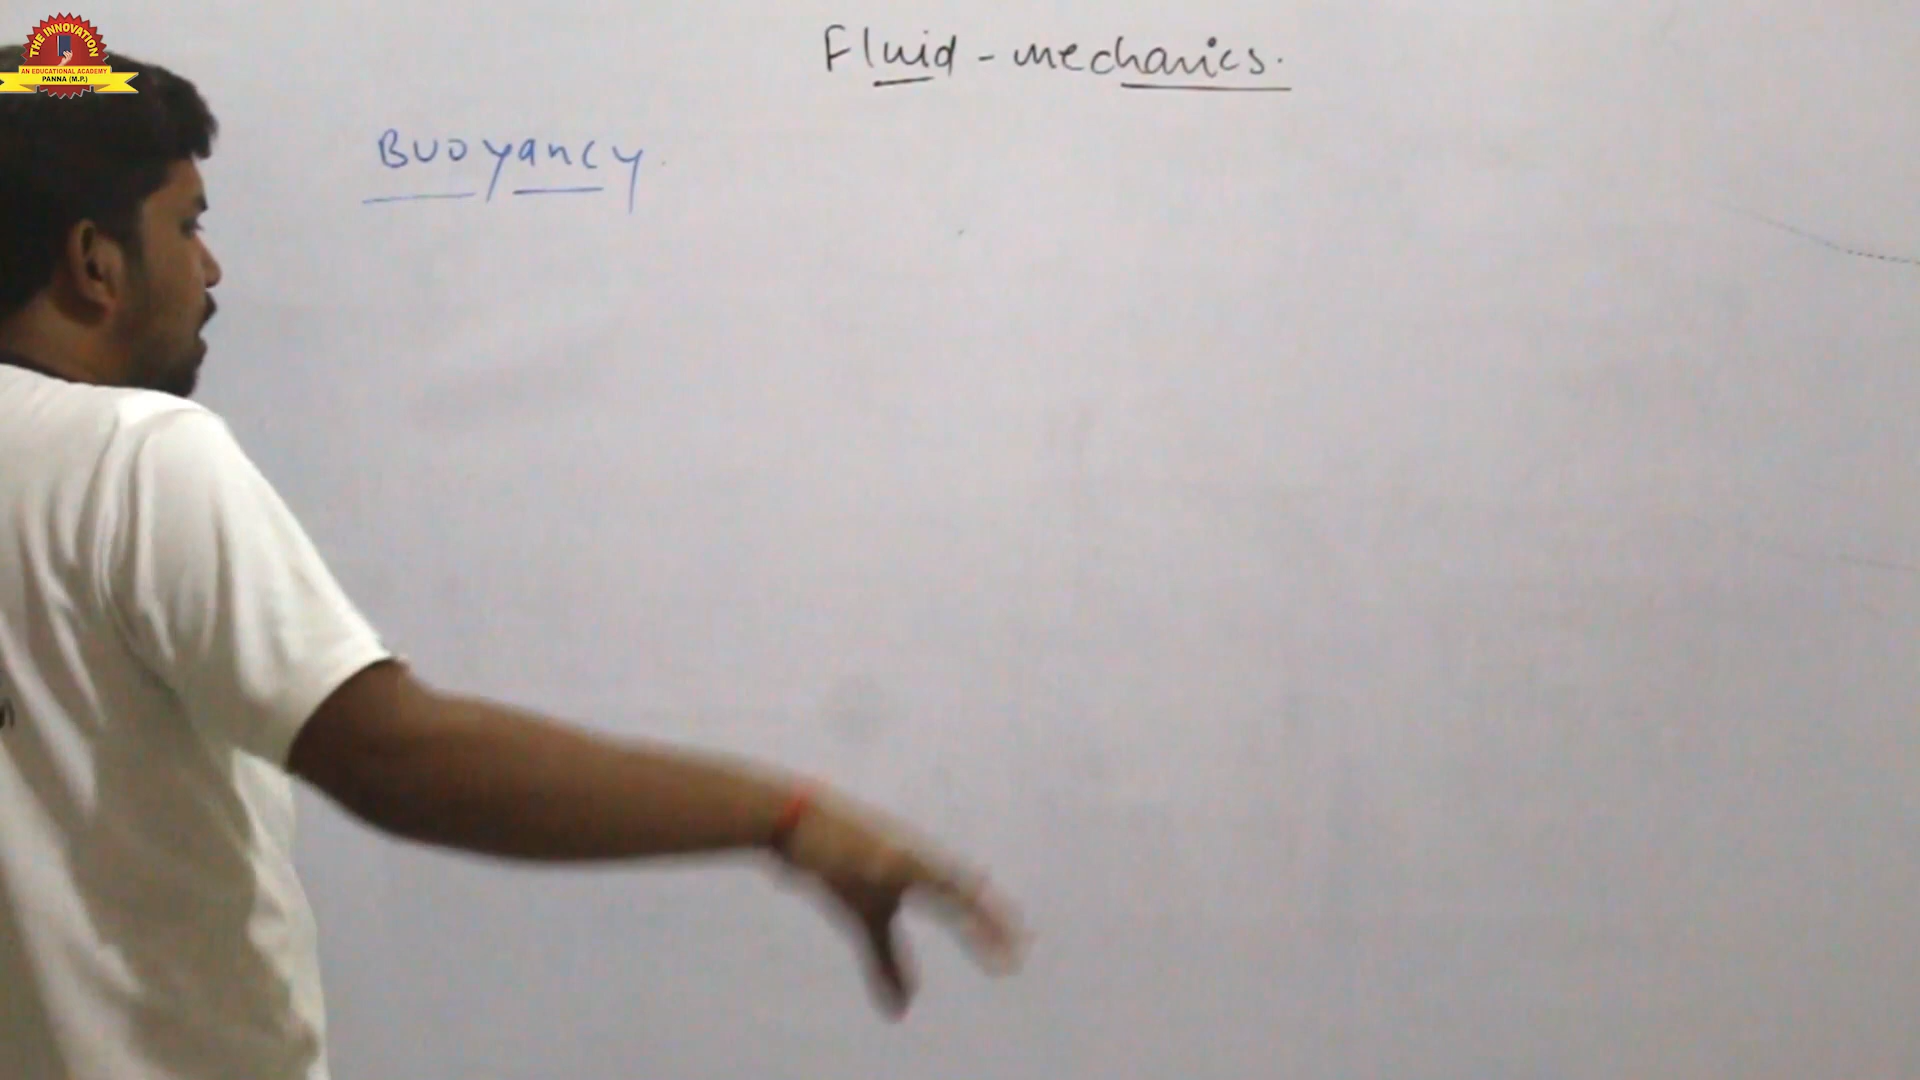 THE INNOVATION
AN EDUCATIONAL ACADEMY
PANNA (M.P.)
Fluid - mechanics.
Buoyancy